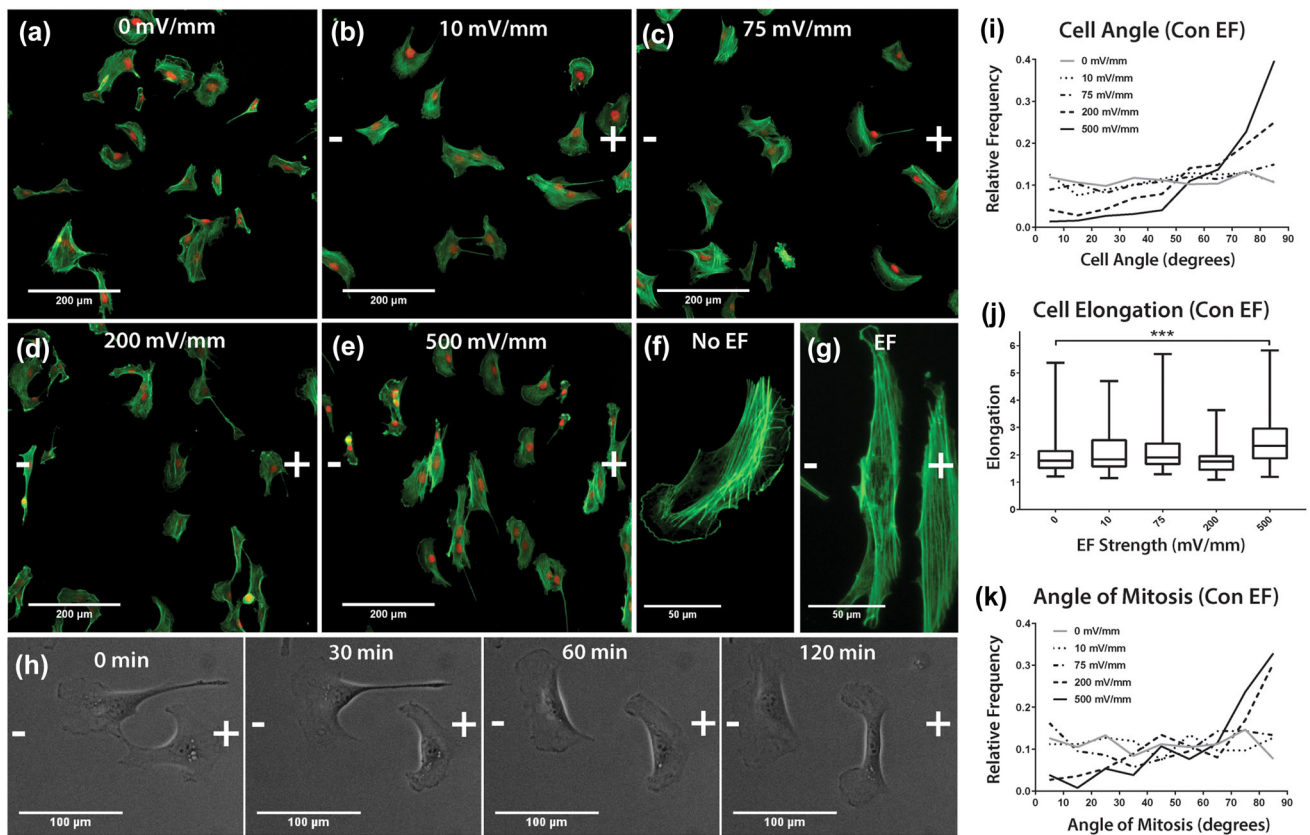 (a) 0 mV/mm
200 µm
(b) 10 mV/mm
- +
200 µm
(c) 75 mV/mm
- +
200 µm
(d) 200 mV/mm
- +
200 µm
(e) 500 mV/mm
- +
200 µm
(f) No EF
50 µm
(g) EF
- +
50 µm
(h) 0 min
- +
100 µm
30 min
- +
100 µm
60 min
- +
100 µm
120 min
- +
100 µm
(i) Cell Angle (Con EF)
Relative Frequency
0.4
0.3
0.2
0.1
0.0
0 mV/mm
10 mV/mm
75 mV/mm
200 mV/mm
500 mV/mm
0 10 20 30 40 50 60 70 80 90
Cell Angle (degrees)
(j) Cell Elongation (Con EF)
***
Elongation
6
5
4
3
2
1
0
0 10 75 200 500
EF Strength (mV/mm)
(k) Angle of Mitosis (Con EF)
Relative Frequency
0.4
0.3
0.2
0.1
0.0
0 mV/mm
10 mV/mm
75 mV/mm
200 mV/mm
500 mV/mm
0 10 20 30 40 50 60 70 80 90
Angle of Mitosis (degrees)